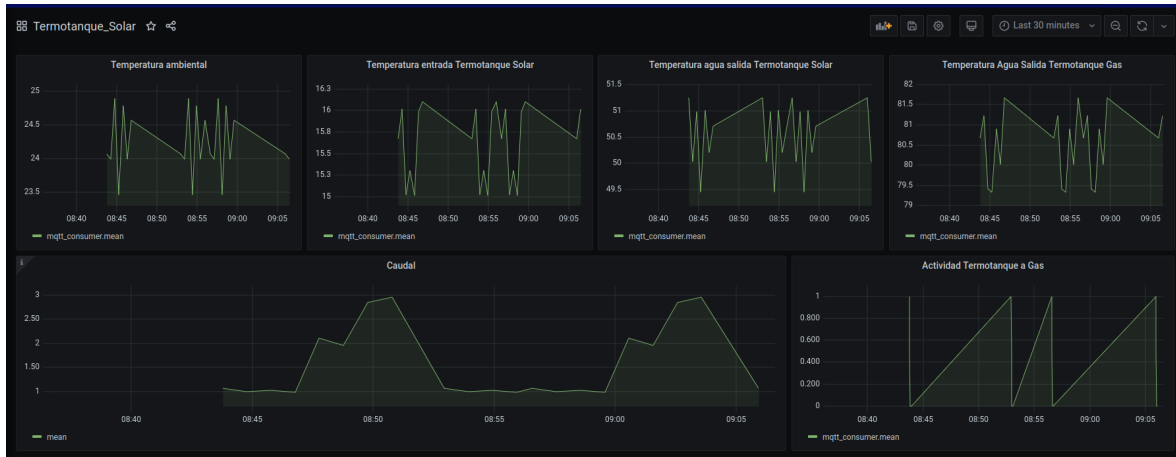 Termotanque_Solar
Last 30 minutes
Temperatura ambiental
25
24.5
24
23.5
08:40 08:45 08:50 08:55 09:00 09:05
mqtt_consumer.mean
Temperatura entrada Termotanque Solar
16.3
16
15.8
15.5
15.3
15
08:40 08:45 08:50 08:55 09:00 09:05
mqtt_consumer.mean
Temperatura agua salida Termotanque Solar
51.5
51
50.5
50
49.5
08:40 08:45 08:50 08:55 09:00 09:05
mqtt_consumer.mean
Temperatura Agua Salida Termotanque Gas
82
81.5
81
80.5
80
79.5
79
08:40 08:45 08:50 08:55 09:00 09:05
mqtt_consumer.mean
i
Caudal
3
2.50
2
1.50
1
08:40 08:45 08:50 08:55 09:00 09:05
mean
Actividad Termotanque a Gas
1
0.800
0.600
0.400
0.200
0
08:40 08:45 08:50 08:55 09:00 09:05
mqtt_consumer.mean